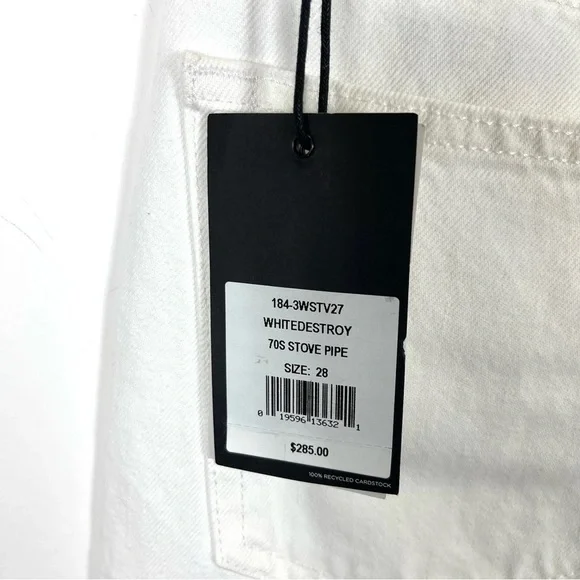 184-3WSTV27
WHITEDESTROY
70S STOVE PIPE
SIZE: 28
0 19596 13632 1
$285.00
100% RECYCLED CARDSTOCK